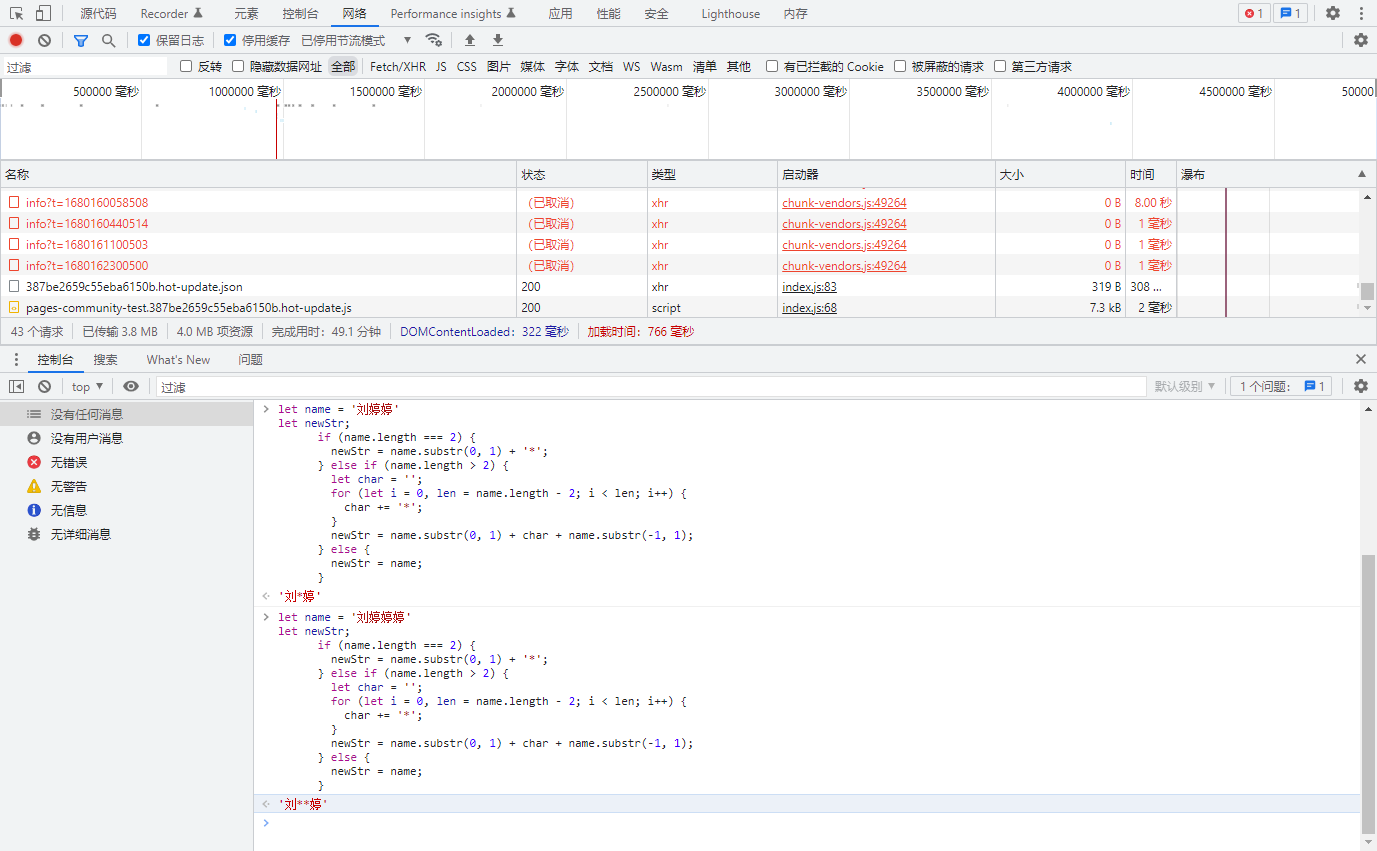 源代码 Recorder 元素 控制台 网络 Performance insights 应用 性能 安全 Lighthouse 内存 1 1
保留日志 停用缓存 已停用节流模式
过滤 反转 隐藏数据网址 全部 Fetch/XHR JS CSS 图片 媒体 字体 文档 WS Wasm 清单 其他 有已拦截的 Cookie 被屏蔽的请求 第三方请求
500000 毫秒 1000000 毫秒 1500000 毫秒 2000000 毫秒 2500000 毫秒 3000000 毫秒 3500000 毫秒 4000000 毫秒 4500000 毫秒 50000
名称 状态 类型 启动器 大小 时间 瀑布
info?t=1680160058508 (已取消) xhr chunk-vendors.js:49264 0 B 8.00 秒
info?t=1680160440514 (已取消) xhr chunk-vendors.js:49264 0 B 1 毫秒
info?t=1680161100503 (已取消) xhr chunk-vendors.js:49264 0 B 1 毫秒
info?t=1680162300500 (已取消) xhr chunk-vendors.js:49264 0 B 1 毫秒
387be2659c55eba6150b.hot-update.json 200 xhr index.js:83 319 B 308 ...
pages-community-test.387be2659c55eba6150b.hot-update.js 200 script index.js:68 7.3 kB 2 毫秒
43 个请求 已传输 3.8 MB 4.0 MB 项资源 完成用时：49.1 分钟 DOMContentLoaded：322 毫秒 加载时间：766 毫秒
控制台 搜索 What's New 问题
top 过滤 默认级别 1 个问题： 1
没有任何消息
没有用户消息
无错误
无警告
无信息
无详细消息
let name = '刘婷婷'
let newStr;
if (name.length === 2) {
newStr = name.substr(0, 1) + '*';
} else if (name.length > 2) {
let char = '';
for (let i = 0, len = name.length - 2; i < len; i++) {
char += '*';
}
newStr = name.substr(0, 1) + char + name.substr(-1, 1);
} else {
newStr = name;
}
'刘*婷'
let name = '刘婷婷婷'
let newStr;
if (name.length === 2) {
newStr = name.substr(0, 1) + '*';
} else if (name.length > 2) {
let char = '';
for (let i = 0, len = name.length - 2; i < len; i++) {
char += '*';
}
newStr = name.substr(0, 1) + char + name.substr(-1, 1);
} else {
newStr = name;
}
'刘**婷'